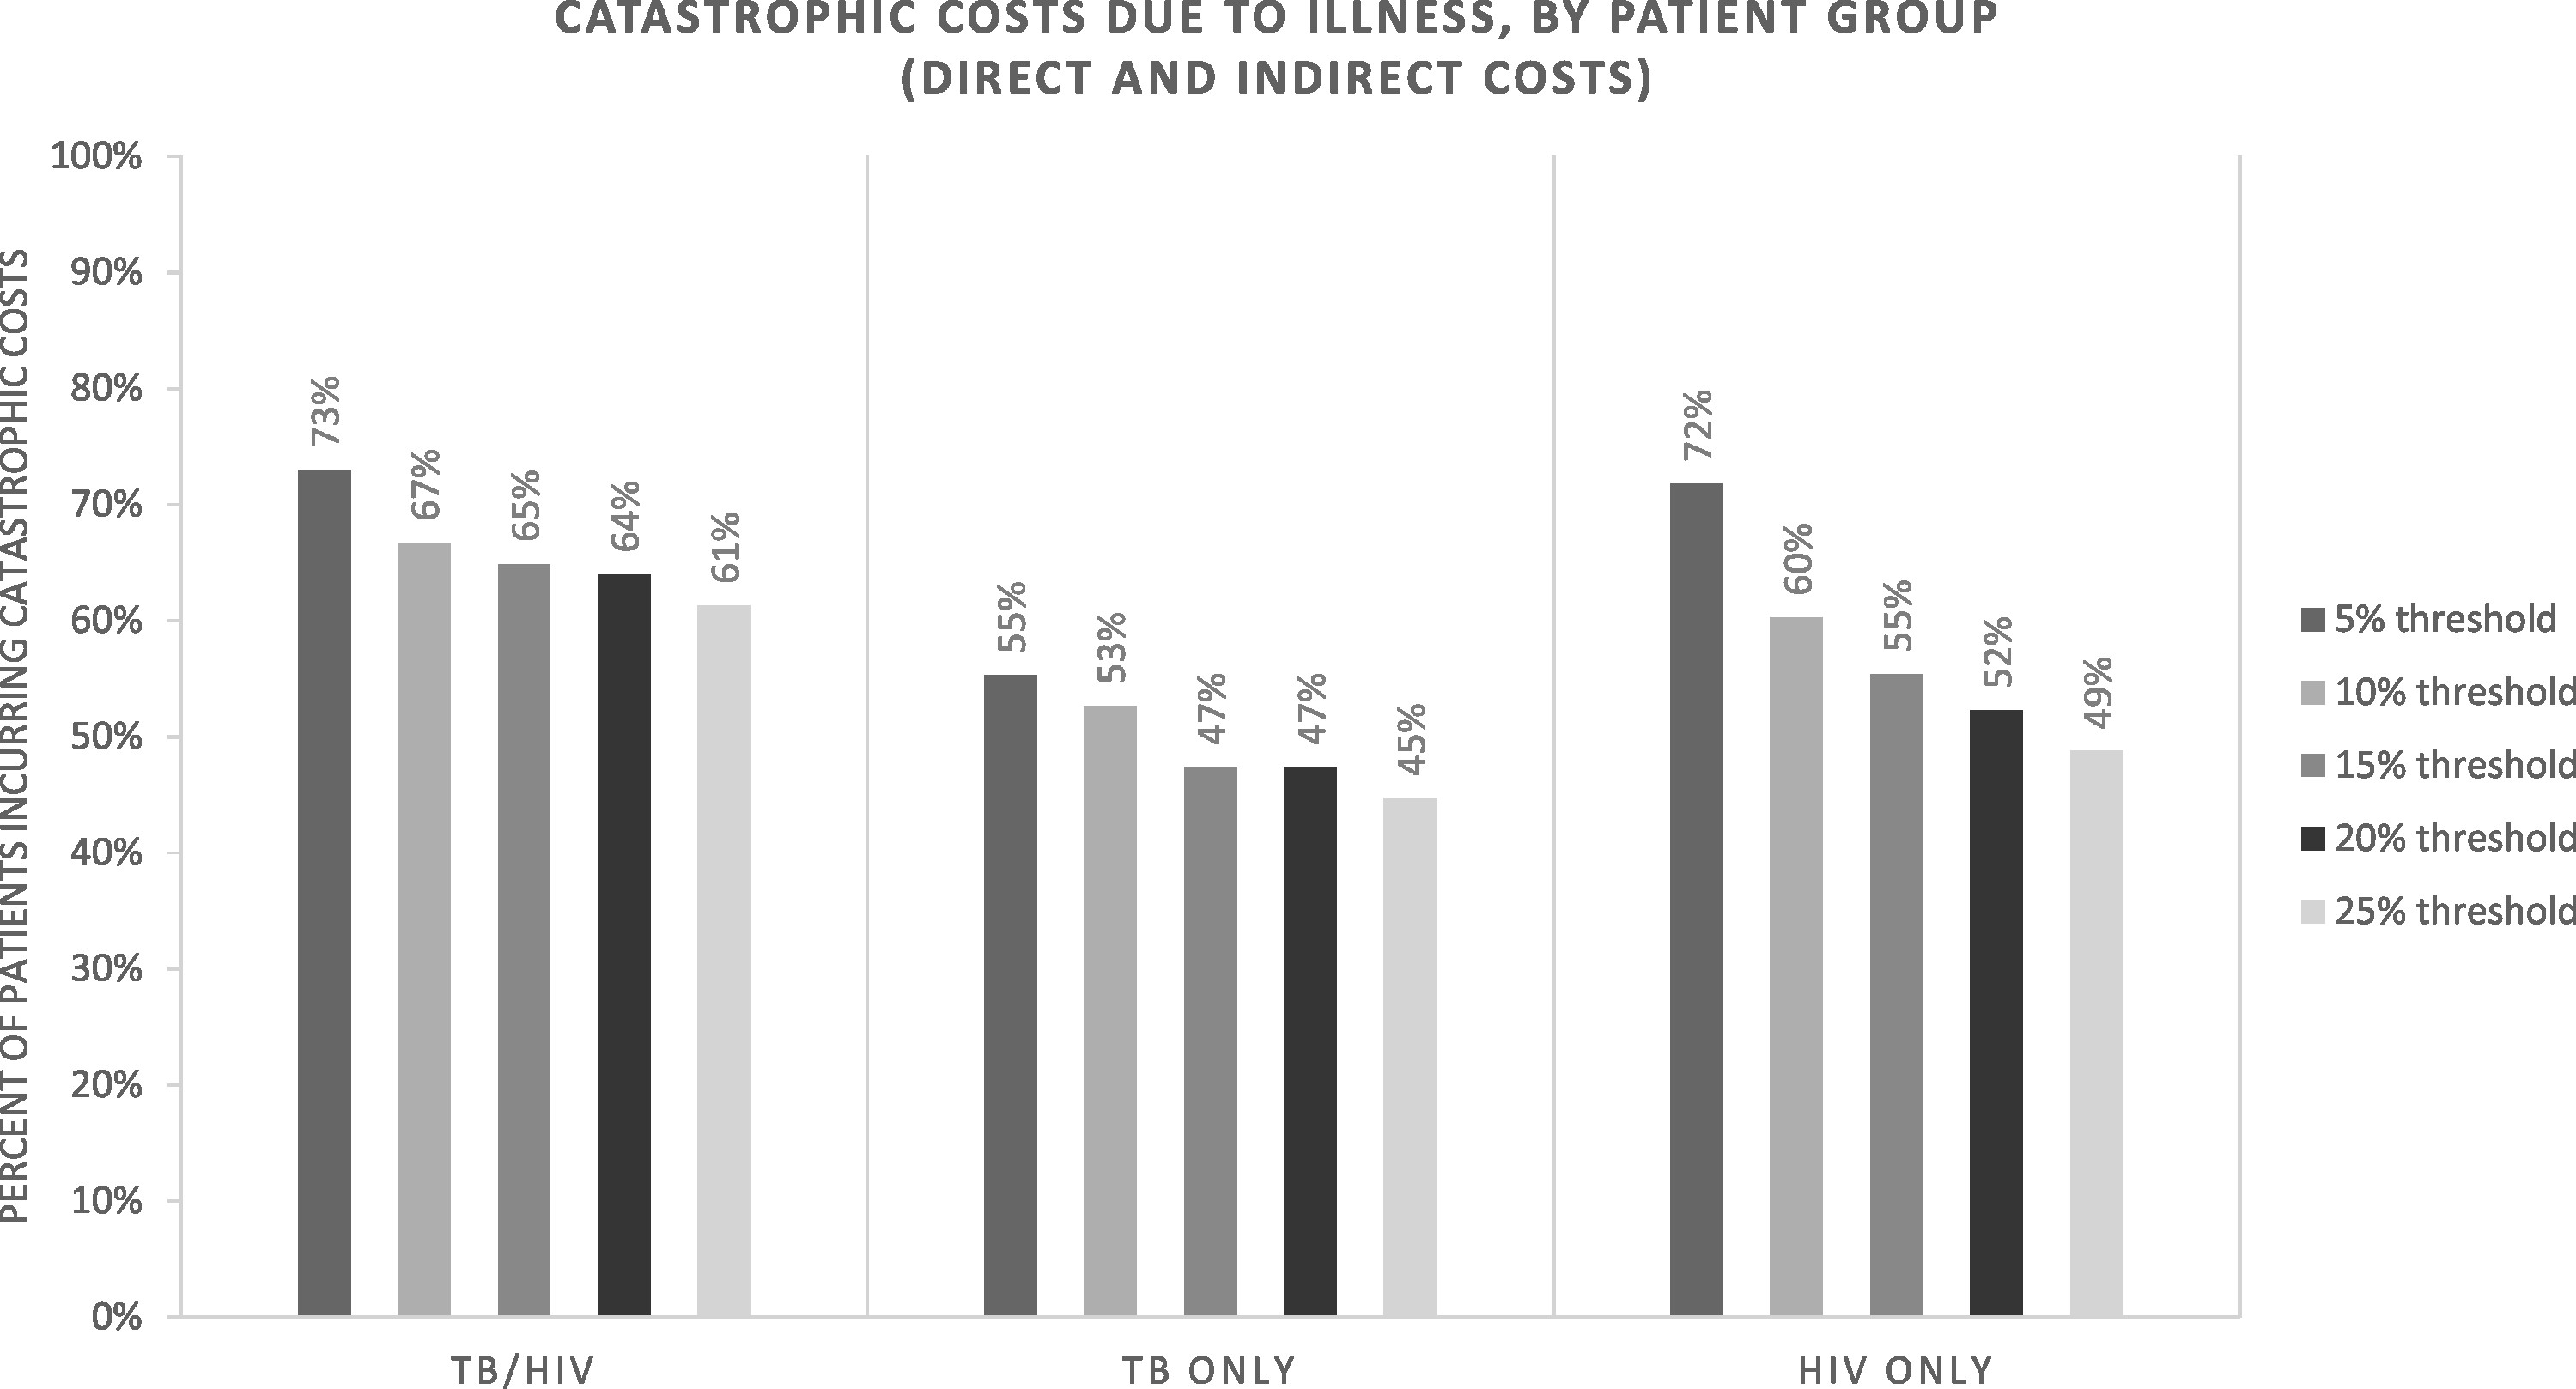 CATASTROPHIC COSTS DUE TO ILLNESS, BY PATIENT GROUP
(DIRECT AND INDIRECT COSTS)
PERCENT OF PATIENTS INCURRING CATASTROPHIC COSTS
100%
90%
80%
70%
60%
50%
40%
30%
20%
10%
0%
73%
67%
65%
64%
61%
55%
53%
47%
47%
45%
72%
60%
55%
52%
49%
TB/HIV
TB ONLY
HIV ONLY
5% threshold
10% threshold
15% threshold
20% threshold
25% threshold